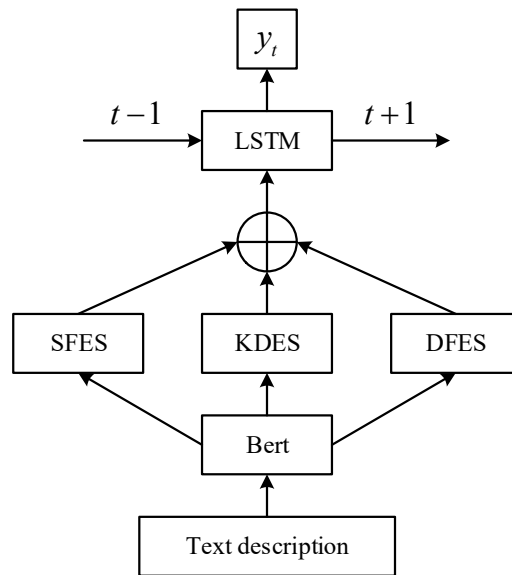 y_t
t−1
t+1
LSTM
SFES
KDES
DFES
Bert
Text description